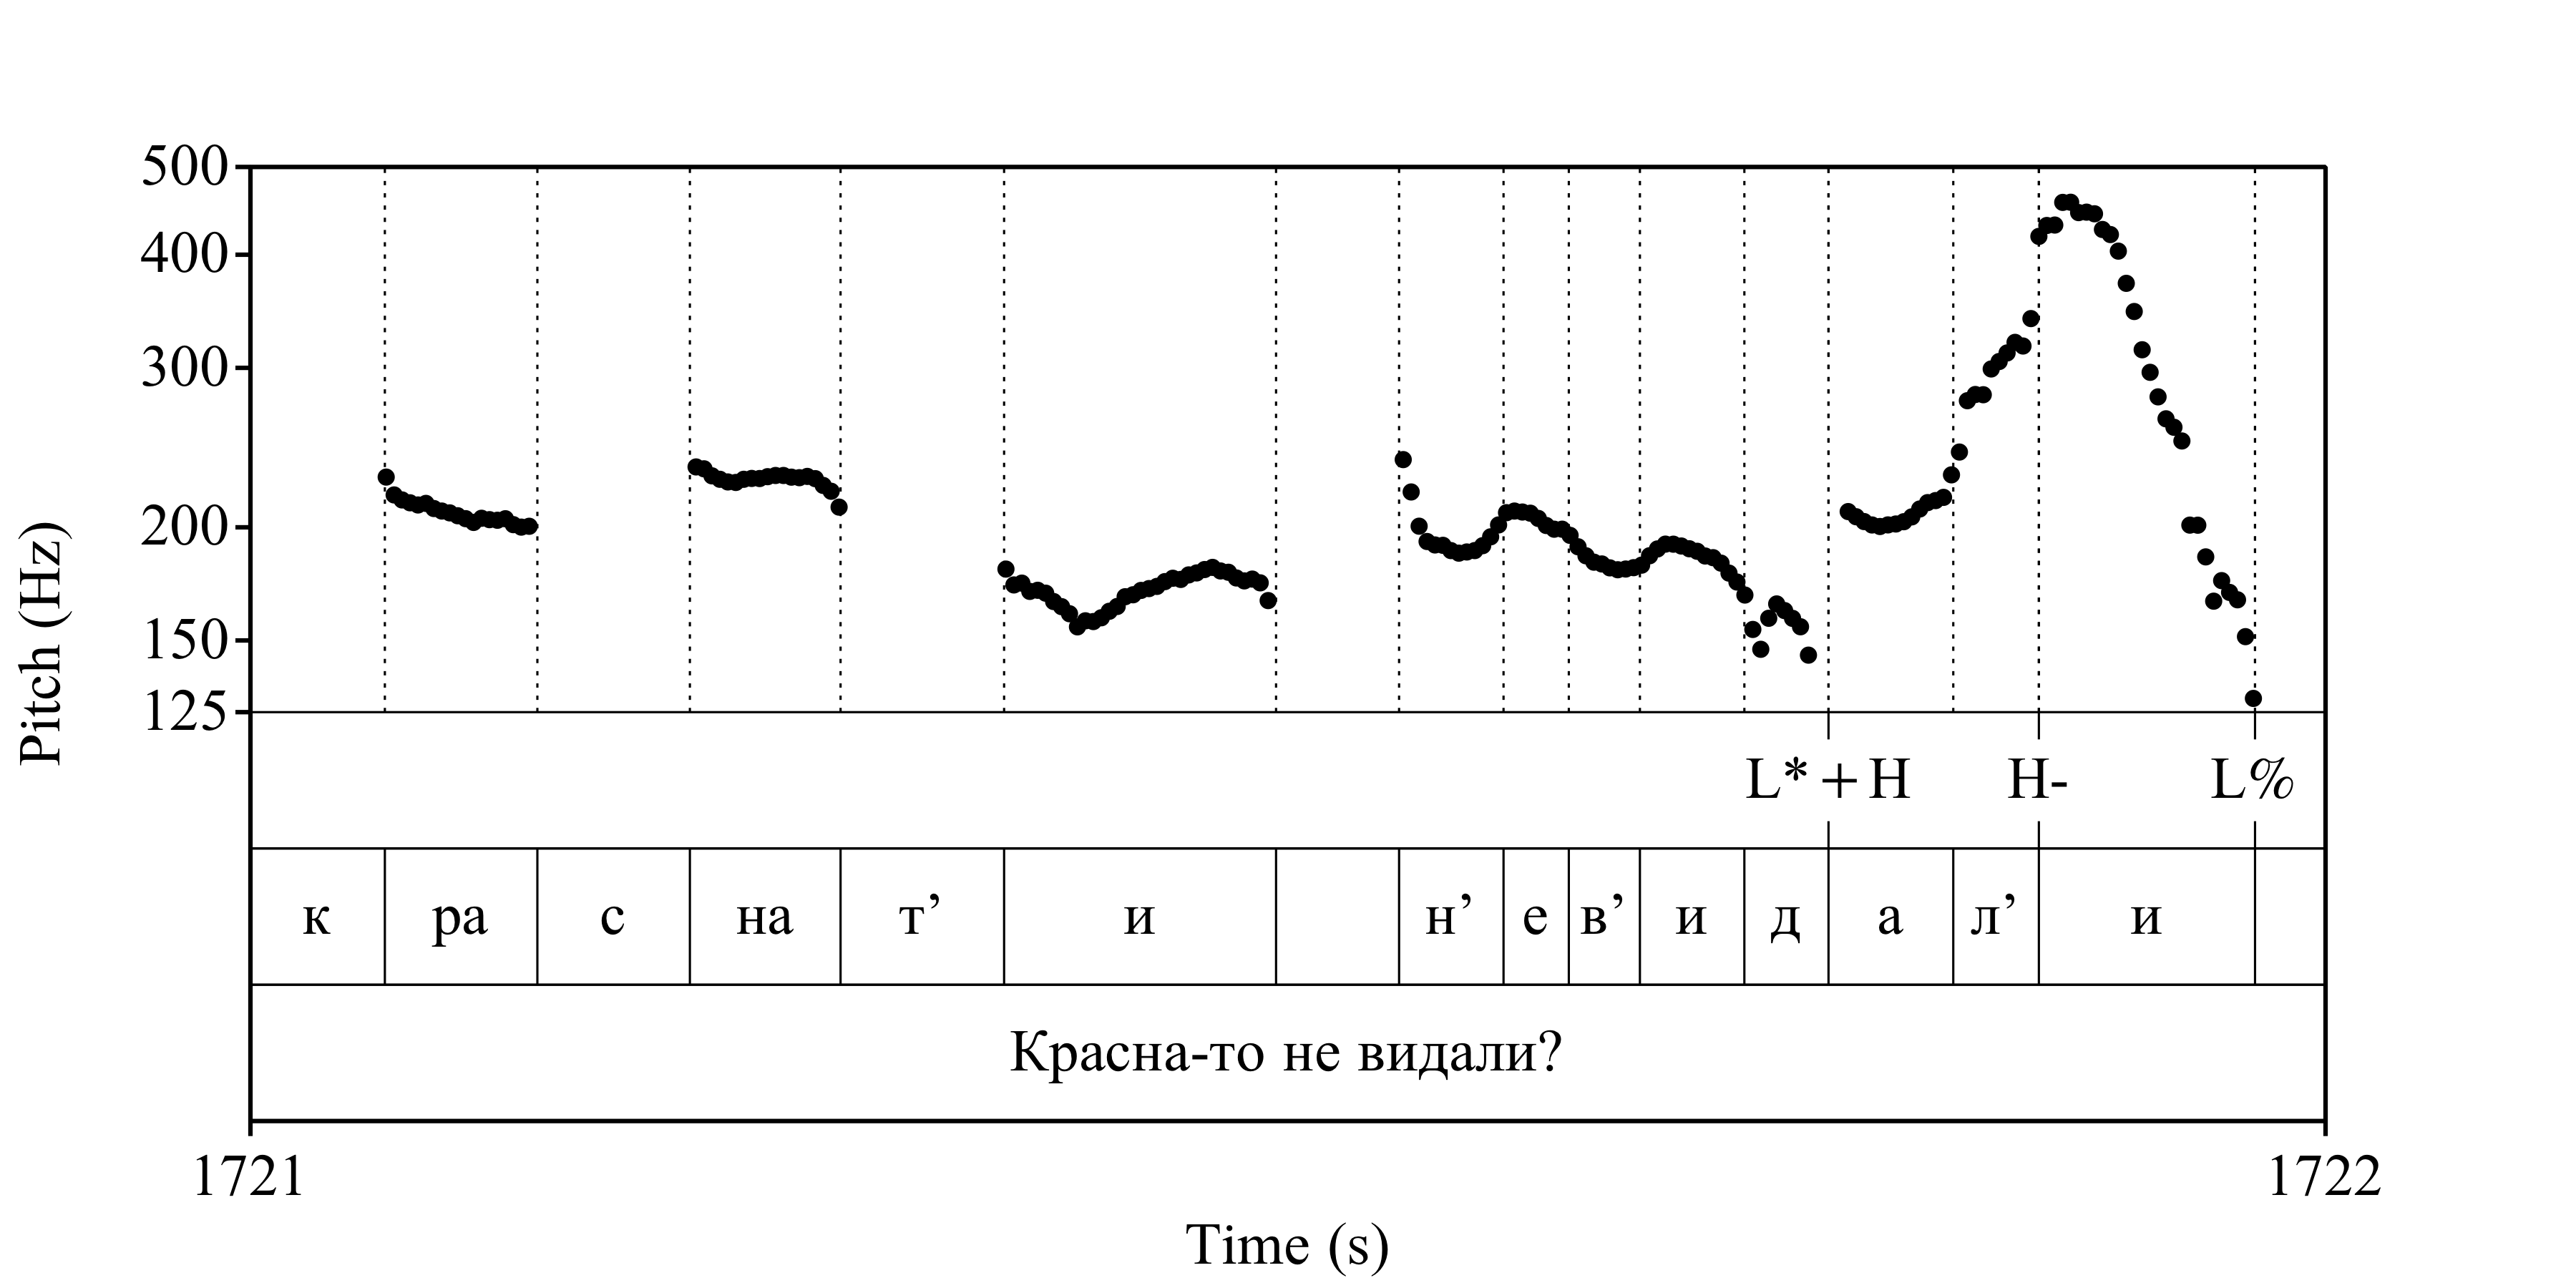 500
400
300
200
150
125
Pitch (Hz)
L*+H H- L%
к ра с на т’ и н’ е в’ и д а л’ и
Красна-то не видали?
1721 1722
Time (s)